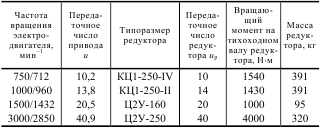 Частота вращения электро-двигателя, мин⁻¹ | Переда-точное число привода u | Типоразмер редуктора | Переда-точное число редук-тора uр | Вращаю-щий момент на тихоходном валу редук-тора, Н·м | Масса редук-тора, кг
750/712 | 10,2 | КЦ1-250-IV | 10 | 1540 | 391
1000/960 | 13,8 | КЦ1-250-II | 14 | 1430 | 391
1500/1432 | 20,5 | Ц2У-160 | 20 | 1000 | 95
3000/2850 | 40,9 | Ц2У-250 | 40 | 4000 | 320